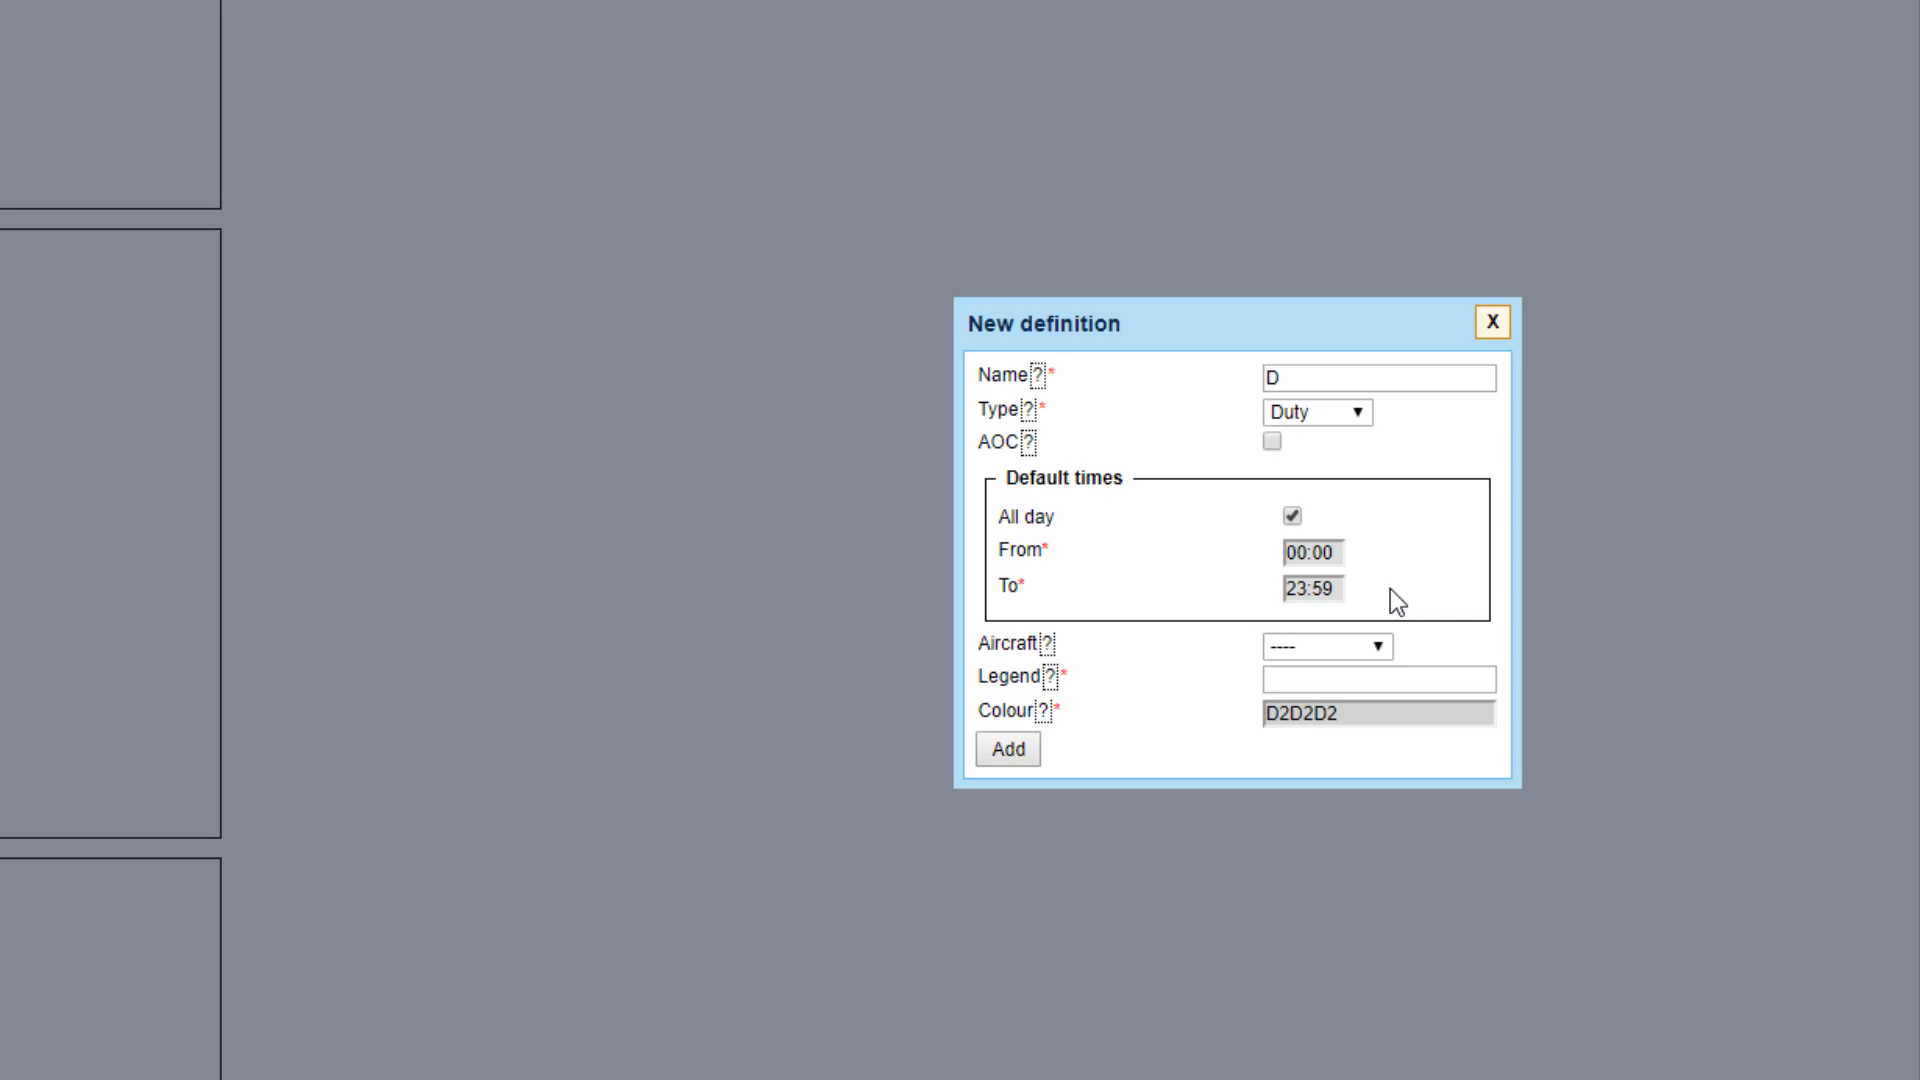 New definition X
Name?* D
Type?* Duty
AOC?
Default times
All day
From* 00:00
To* 23:59
Aircraft? ----
Legend?*
Colour?* D2D2D2
Add